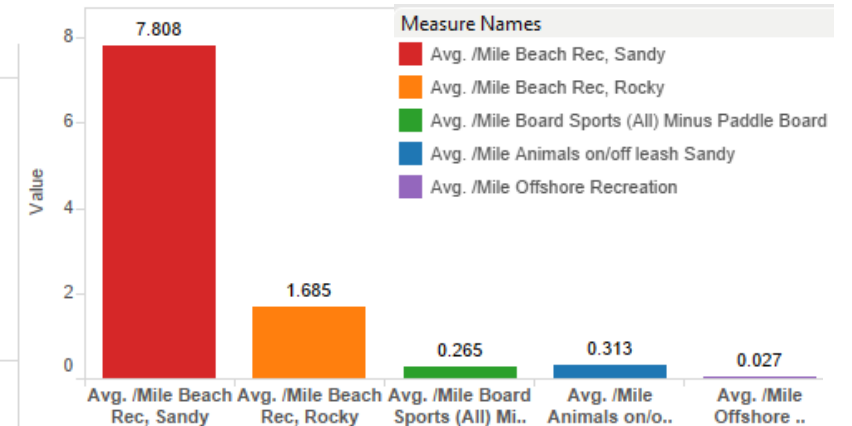 Measure Names
Avg. /Mile Beach Rec, Sandy
Avg. /Mile Beach Rec, Rocky
Avg. /Mile Board Sports (All) Minus Paddle Board
Avg. /Mile Animals on/off leash Sandy
Avg. /Mile Offshore Recreation
Value
8
6
4
2
0
7.808
1.685
0.265
0.313
0.027
Avg. /Mile Beach
Rec, Sandy
Avg. /Mile Beach
Rec, Rocky
Avg. /Mile Board
Sports (All) Mi..
Avg. /Mile
Animals on/o..
Avg. /Mile
Offshore ..